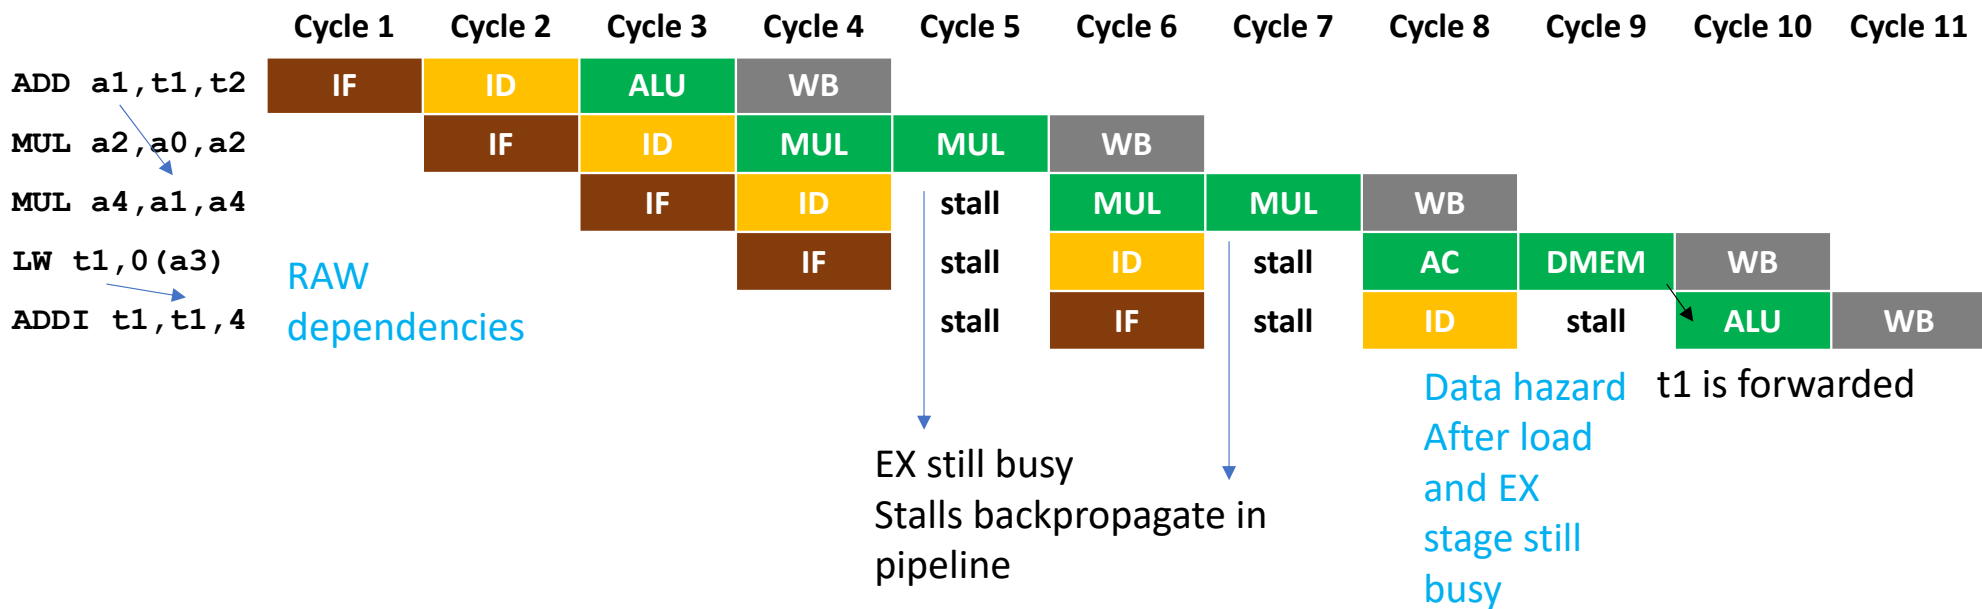 Cycle 1 Cycle 2 Cycle 3 Cycle 4 Cycle 5 Cycle 6 Cycle 7 Cycle 8 Cycle 9 Cycle 10 Cycle 11
ADD a1,t1,t2 IF ID ALU WB
MUL a2,a0,a2 IF ID MUL MUL WB
MUL a4,a1,a4 IF ID stall MUL MUL WB
LW t1,0(a3) IF stall ID stall AC DMEM WB
ADDI t1,t1,4 stall IF stall ID stall ALU WB
RAW
dependencies
EX still busy
Stalls backpropagate in
pipeline
Data hazard
After load
and EX
stage still
busy
t1 is forwarded